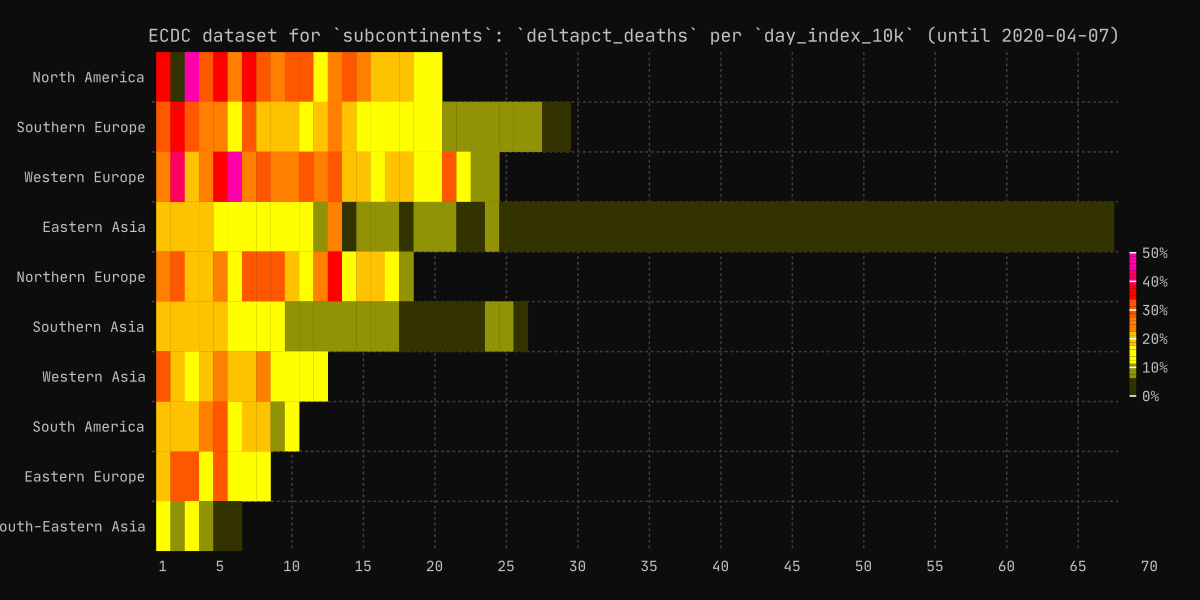 ECDC dataset for `subcontinents`: `deltapct_deaths` per `day_index_10k` (until 2020-04-07)
North America
Southern Europe
Western Europe
Eastern Asia
Northern Europe
Southern Asia
Western Asia
South America
Eastern Europe
outh-Eastern Asia
50%
40%
30%
20%
10%
0%
1 5 10 15 20 25 30 35 40 45 50 55 60 65 70